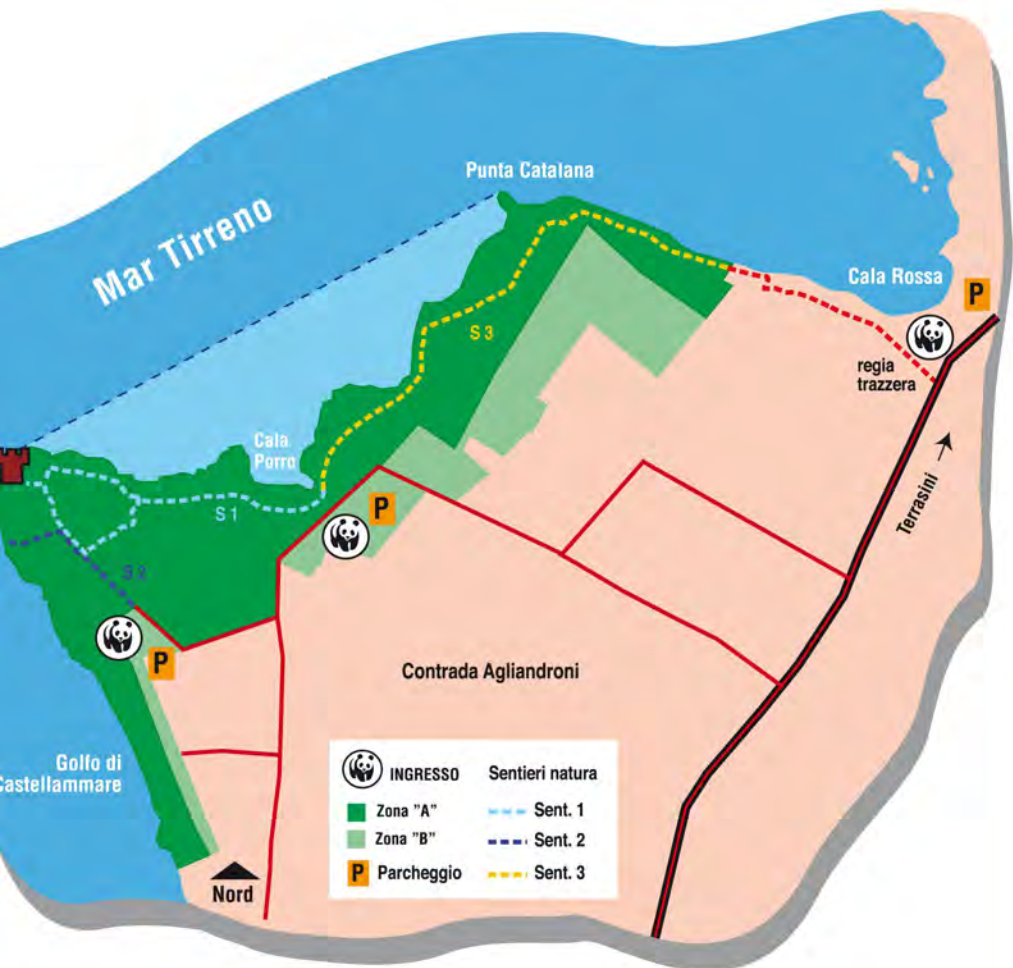 Punta Catalana
Mar Tirreno
Cala Rossa
P
S 3
regia
trazzera
Cala
Porro
P
S 1
Terrasini
S 2
P
Contrada Agliandroni
Golfo di
Castellammare
Nord
INGRESSO
Zona "A"
Zona "B"
P Parcheggio
Sentieri natura
Sent. 1
Sent. 2
Sent. 3